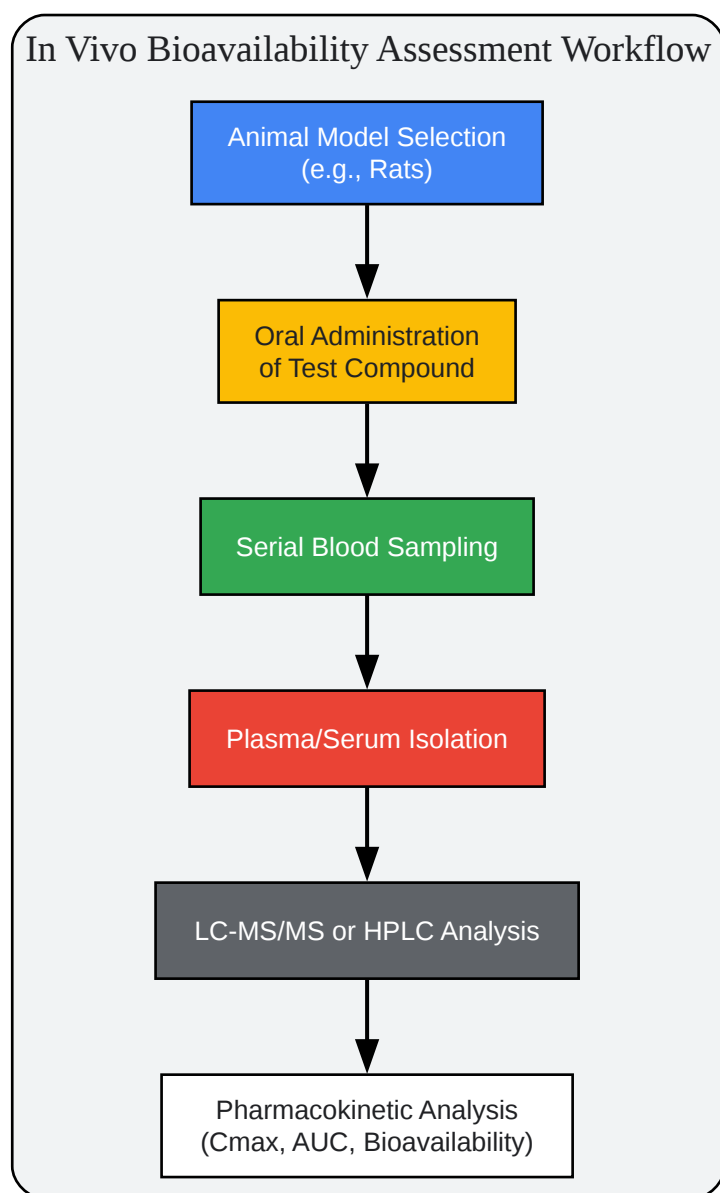 In Vivo Bioavailability Assessment Workflow
Animal Model Selection
(e.g., Rats)
Oral Administration
of Test Compound
Serial Blood Sampling
Plasma/Serum Isolation
LC-MS/MS or HPLC Analysis
Pharmacokinetic Analysis
(Cmax, AUC, Bioavailability)